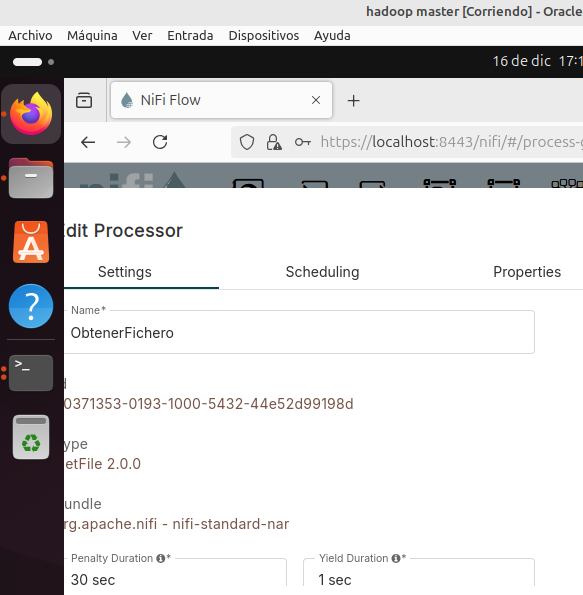 hadoop master [Corriendo] - Oracle
Archivo Máquina Ver Entrada Dispositivos Ayuda
16 de dic 17:1
NiFi Flow
https://localhost:8443/nifi/#/process-g
nifi
dit Processor
Settings Scheduling Properties
Name*
ObtenerFichero
d
0371353-0193-1000-5432-44e52d99198d
ype
etFile 2.0.0
undle
rg.apache.nifi - nifi-standard-nar
Penalty Duration * Yield Duration *
30 sec 1 sec